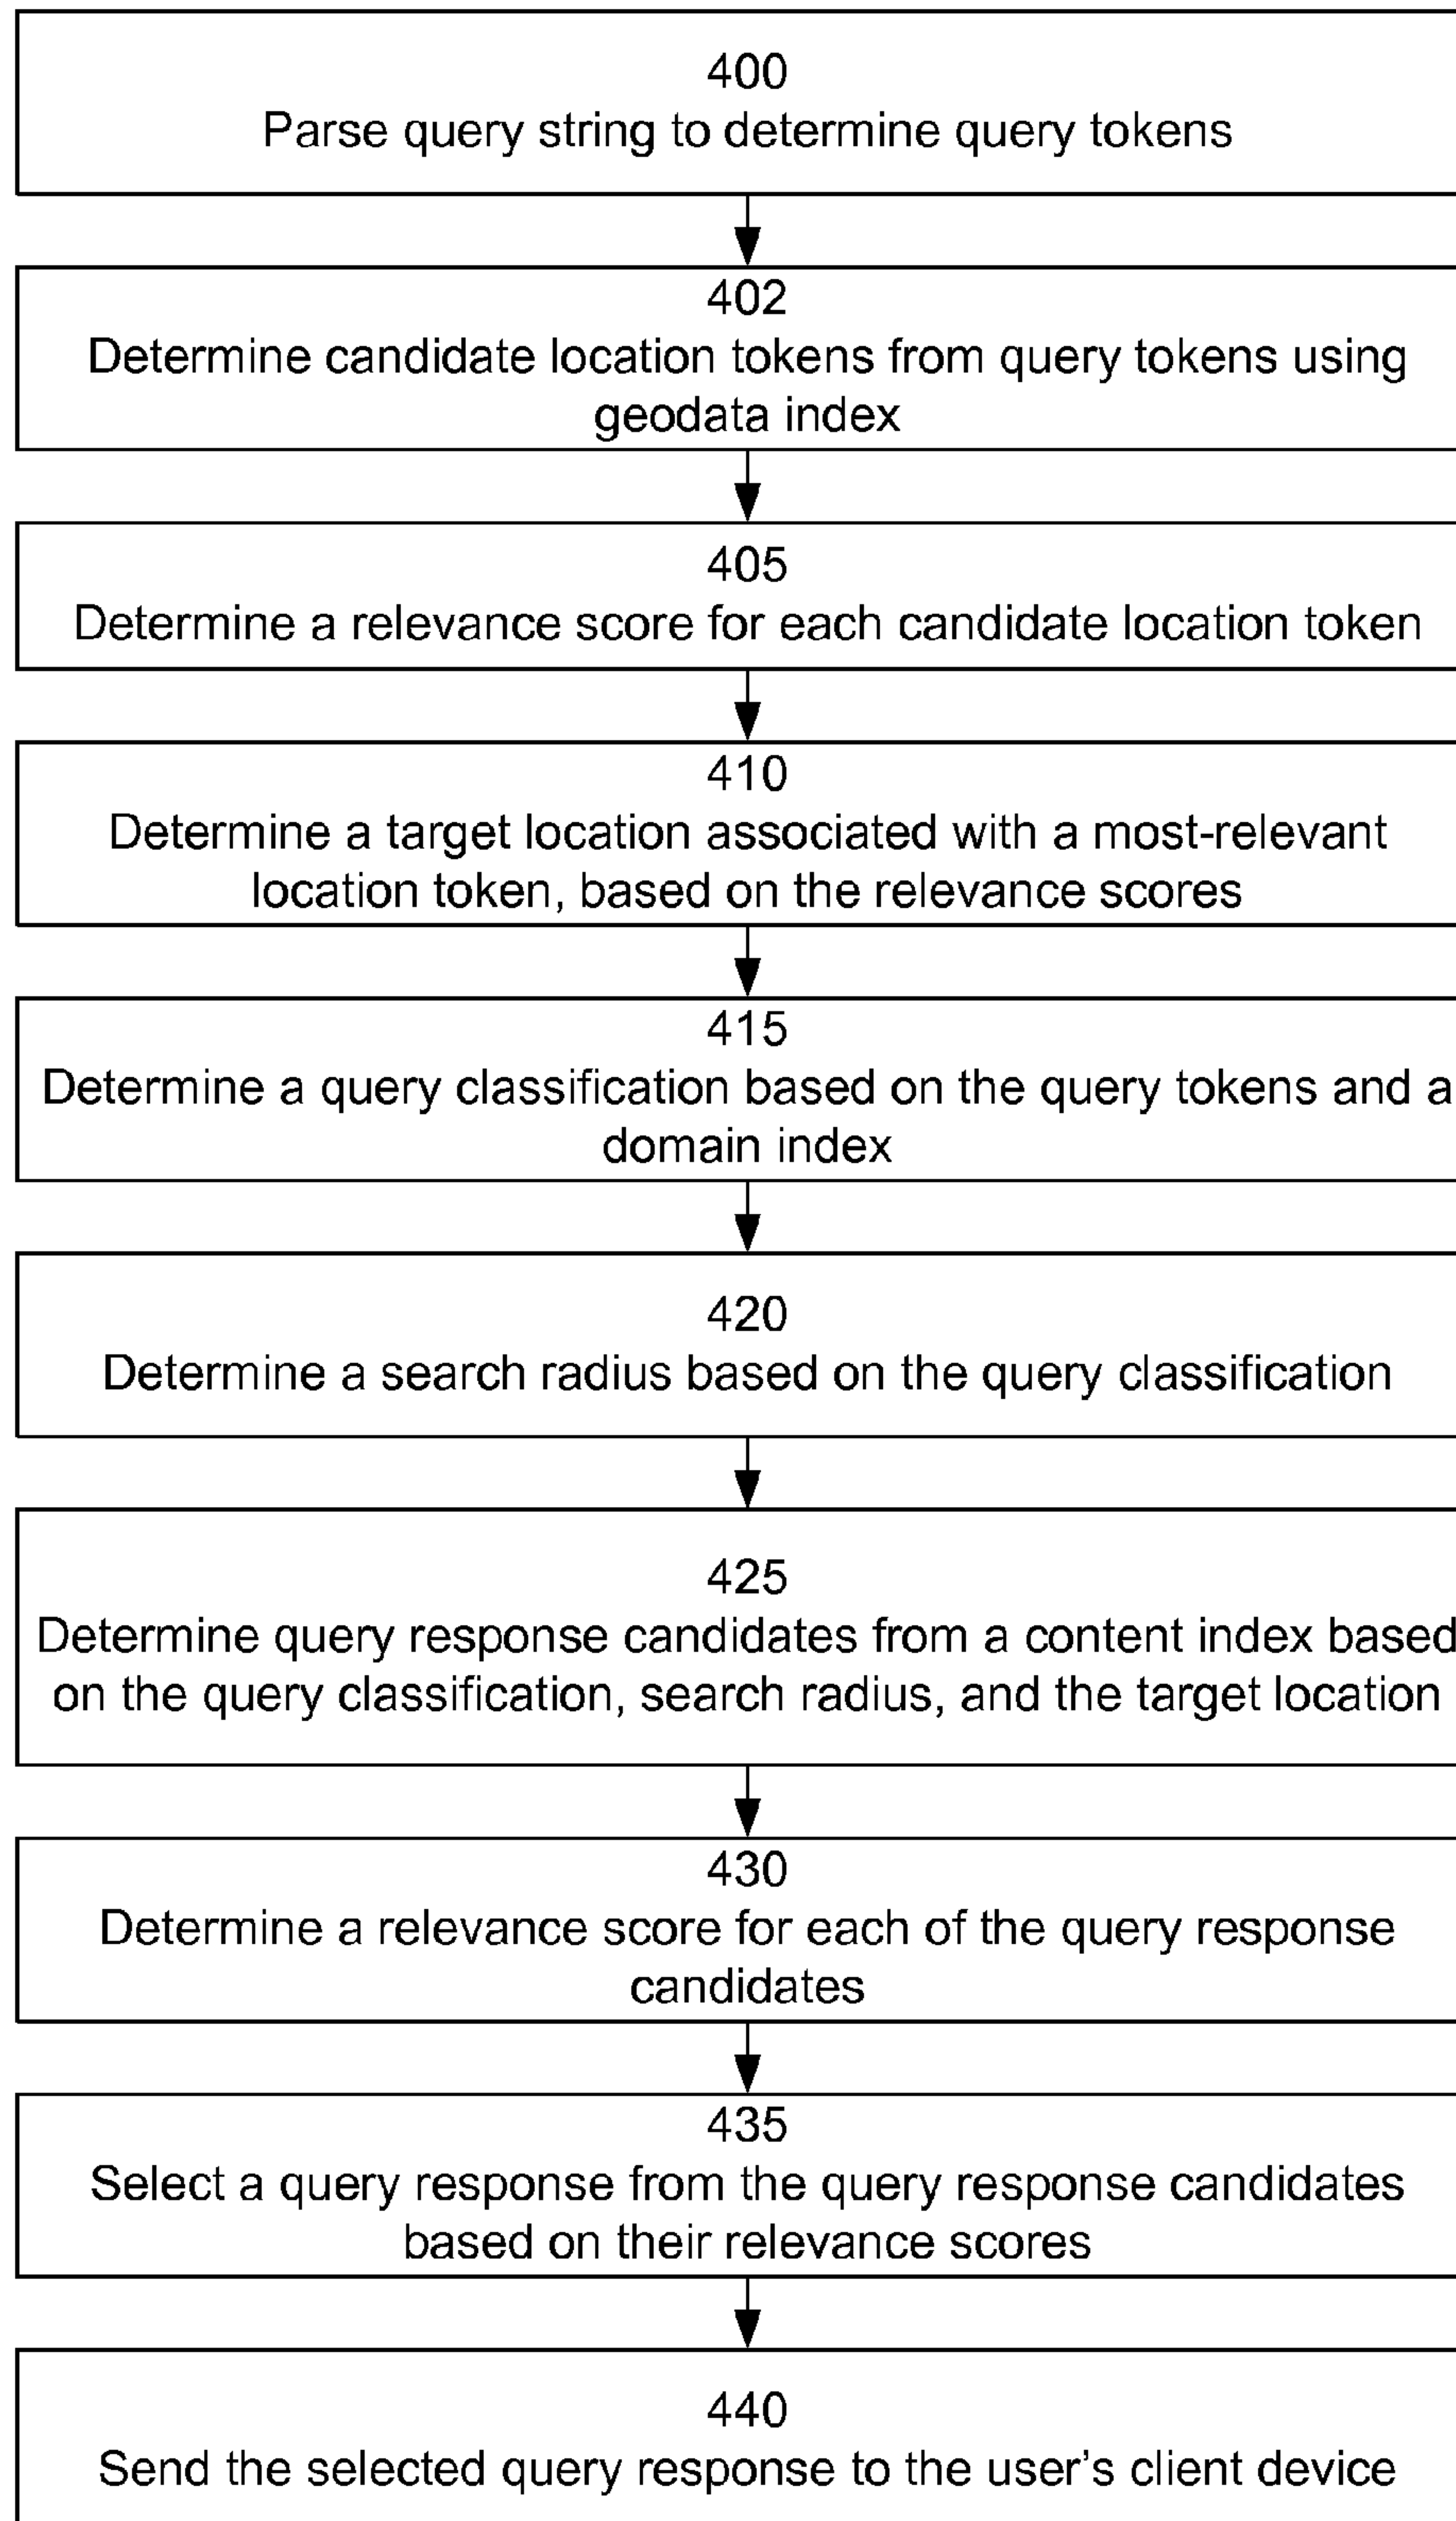 400
Parse query string to determine query tokens
402
Determine candidate location tokens from query tokens using
geodata index
405
Determine a relevance score for each candidate location token
410
Determine a target location associated with a most-relevant
location token, based on the relevance scores
415
Determine a query classification based on the query tokens and a
domain index
420
Determine a search radius based on the query classification
425
Determine query response candidates from a content index based
on the query classification, search radius, and the target location
430
Determine a relevance score for each of the query response
candidates
435
Select a query response from the query response candidates
based on their relevance scores
440
Send the selected query response to the user's client device